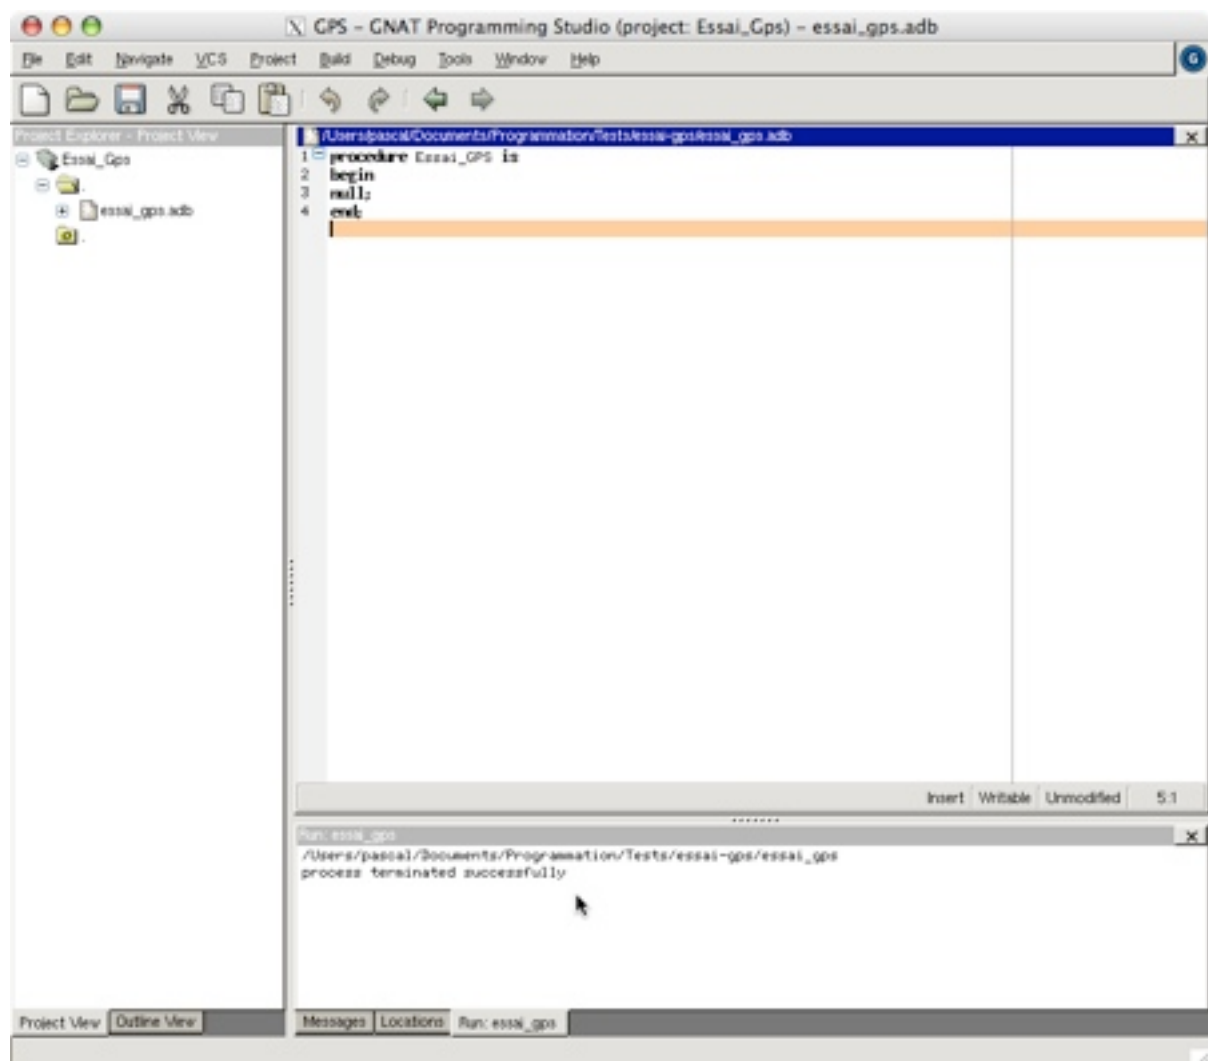 GPS – GNAT Programming Studio (project: Essai_Gps) – essai_gps.adb
File Edit Navigate VCS Project Build Debug Tools Window Help
Project Explorer - Project View
/Users/pascal/Documents/Programmation/Tests/essai-gps/essai_gps.adb
Essai_Gps
.
essai_gps.adb
.
1 procedure Essai_GPS is
2 begin
3 null;
4 end;
Insert Writable Unmodified 5:1
Run: essai_gps
/Users/pascal/Documents/Programmation/Tests/essai-gps/essai_gps
process terminated successfully
Project View Outline View
Messages Locations Run: essai_gps